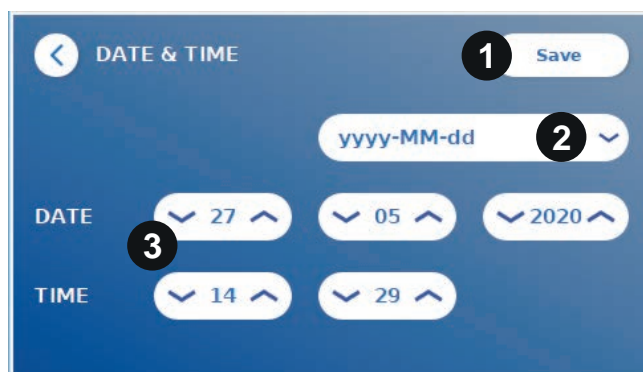 DATE & TIME 1 Save
yyyy-MM-dd 2
DATE 27 05 2020
3
TIME 14 29